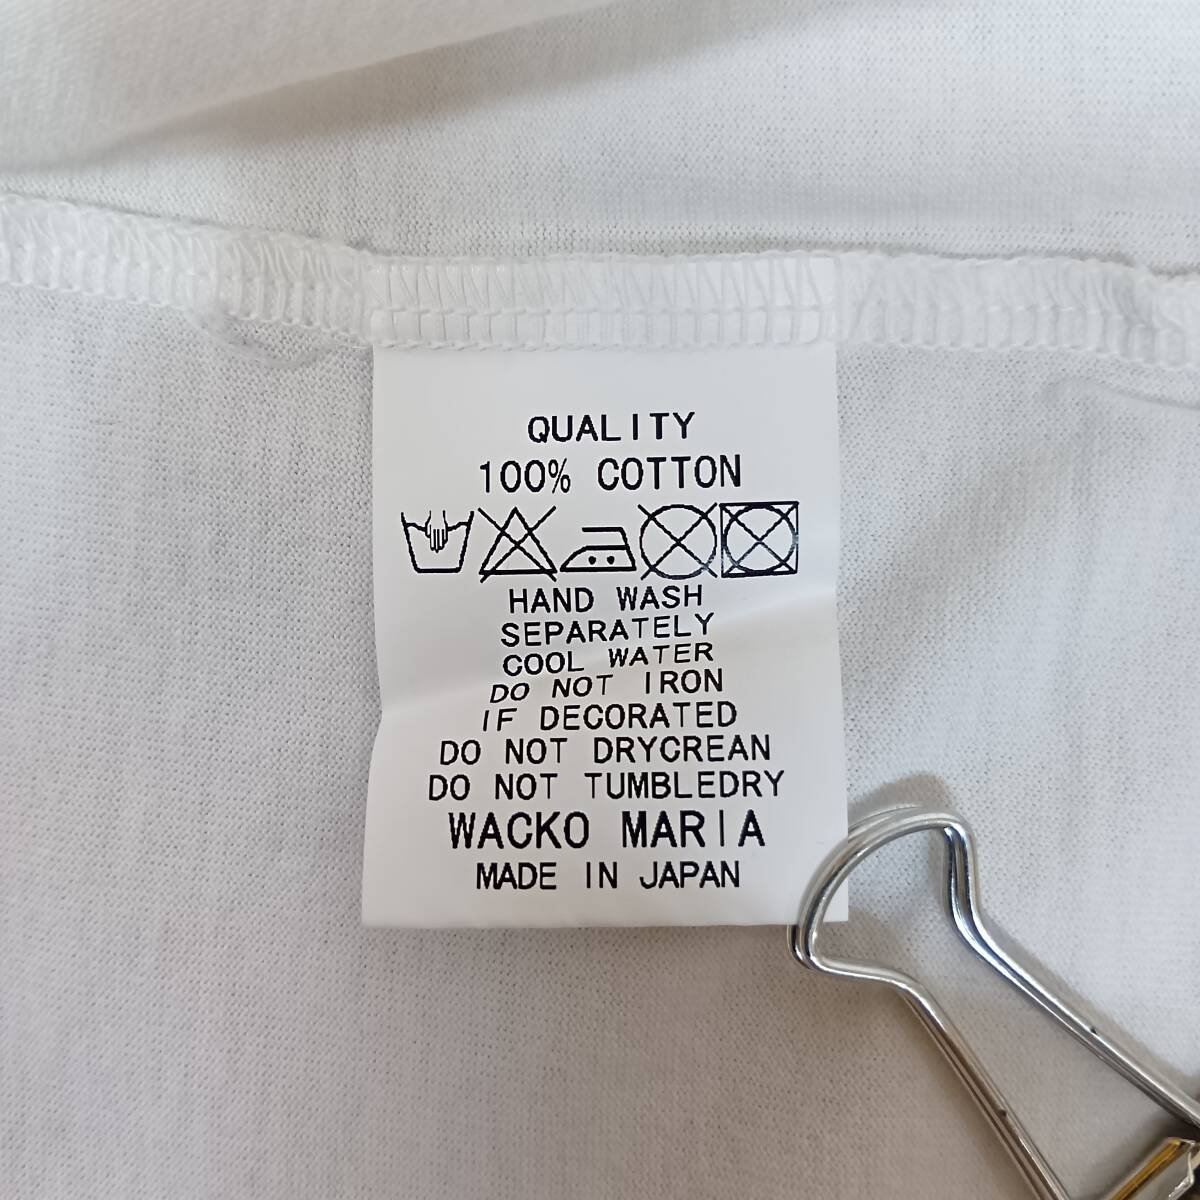 QUALITY
100% COTTON
HAND WASH
SEPARATELY
COOL WATER
DO NOT IRON
IF DECORATED
DO NOT DRYCREAN
DO NOT TUMBLEDRY
WACKO MARIA
MADE IN JAPAN